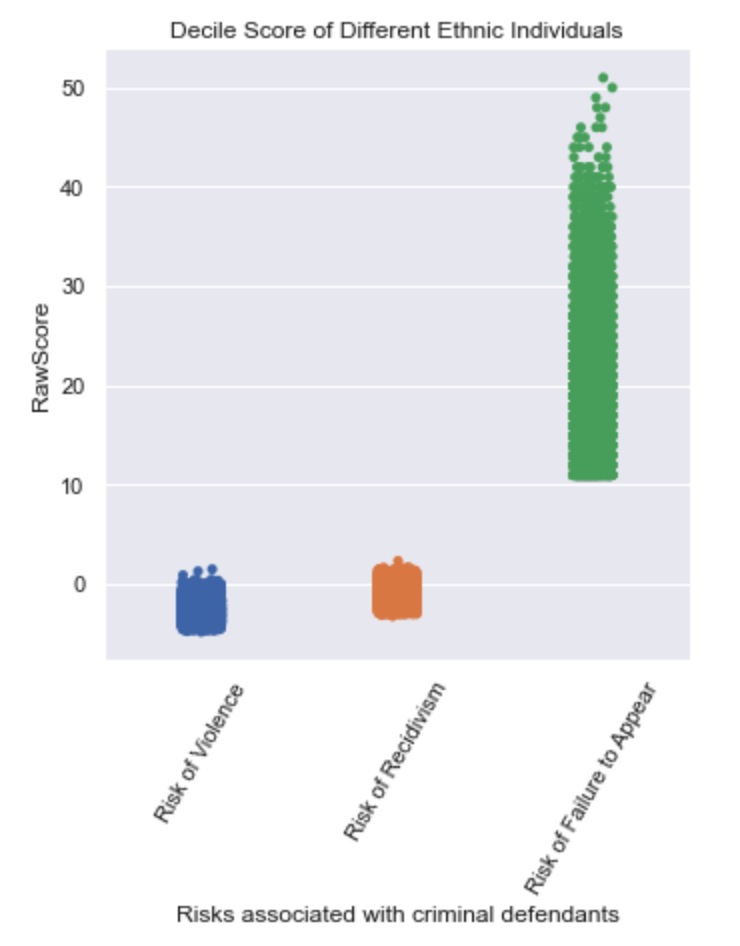 Decile Score of Different Ethnic Individuals
50
40
30
20
10
0
RawScore
Risk of Violence
Risk of Recidivism
Risk of Failure to Appear
Risks associated with criminal defendants